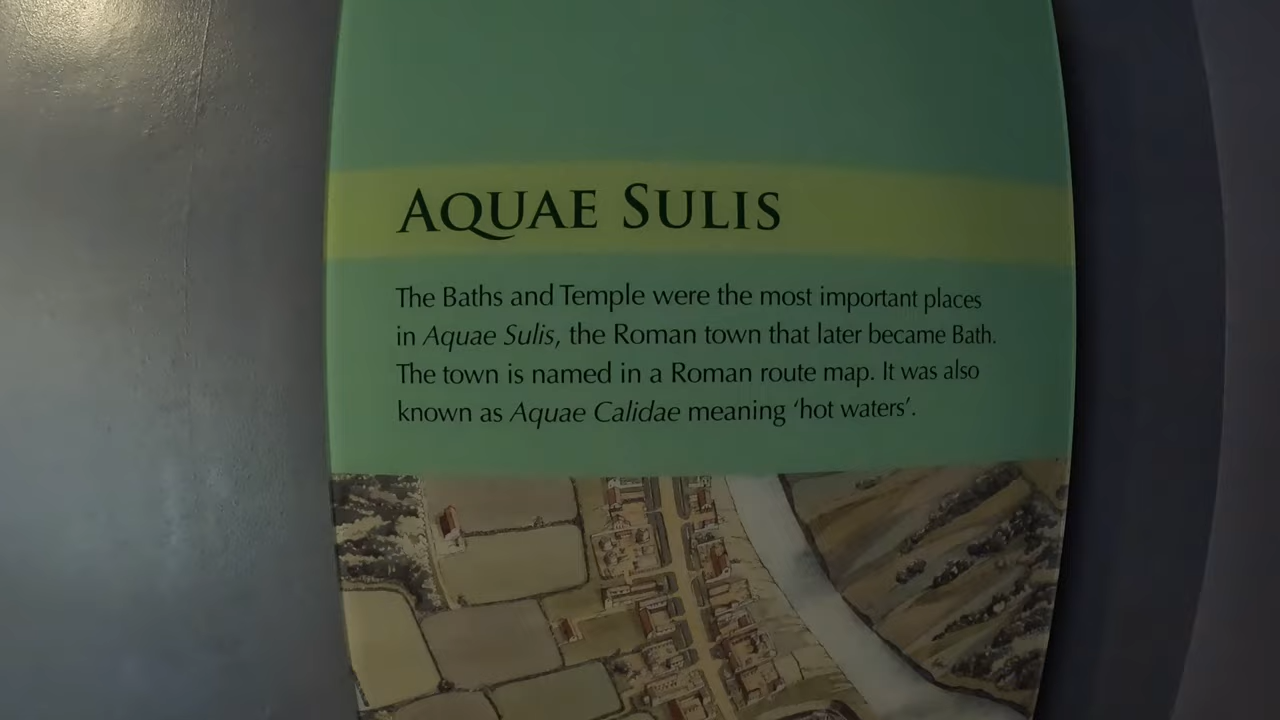 AQUAE SULIS
The Baths and Temple were the most important places
in Aquae Sulis, the Roman town that later became Bath.
The town is named in a Roman route map. It was also
known as Aquae Calidae meaning ‘hot waters’.